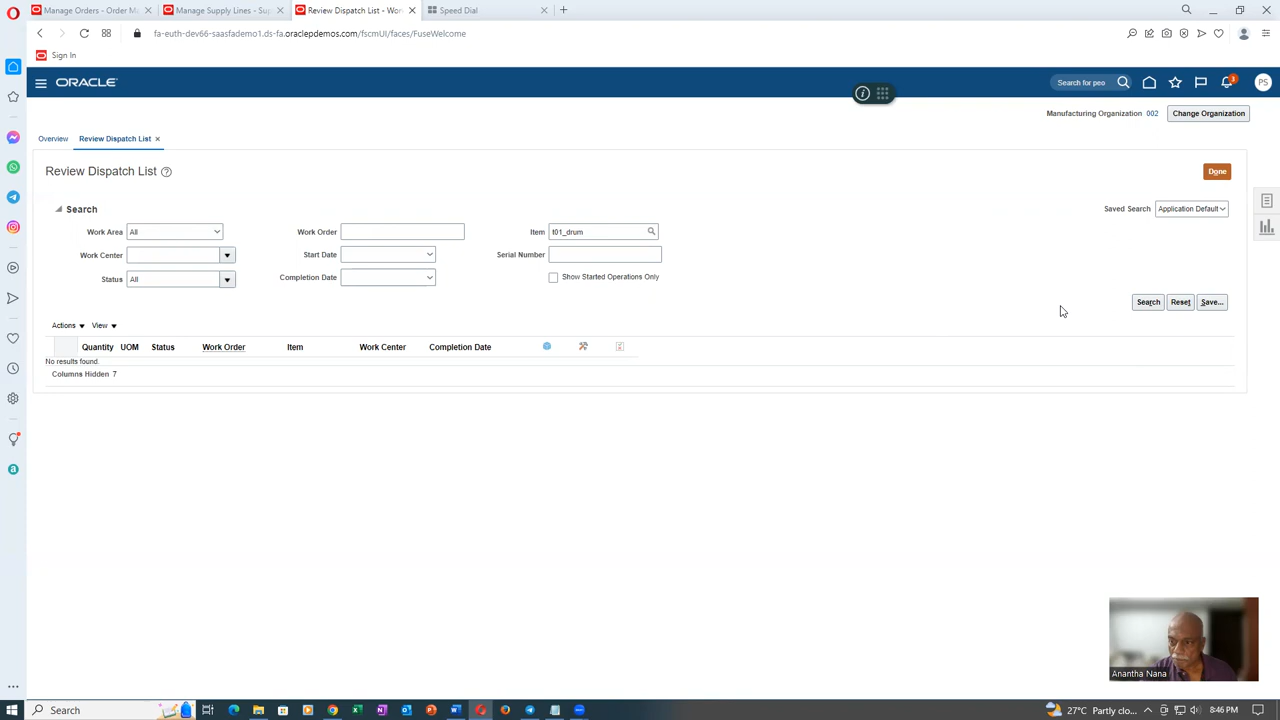 Manage Orders - Order Ma
Manage Supply Lines - Sup
Review Dispatch List - Wor
Speed Dial
fa-euth-dev66-saasfademo1.ds-fa.oraclepdemos.com/fscmUI/faces/FuseWelcome
Sign In
ORACLE
Search for peo
3
PS
Manufacturing Organization 002
Change Organization
Overview
Review Dispatch List
Review Dispatch List
Done
Search
Saved Search Application Default
Work Area All
Work Order
Item t01_drum
Work Center
Start Date
Serial Number
Status All
Completion Date
Show Started Operations Only
Search Reset Save...
Actions View
Quantity UOM Status Work Order Item Work Center Completion Date
No results found.
Columns Hidden 7
Anantha Nana
Search
27°C Partly clo...
8:46 PM